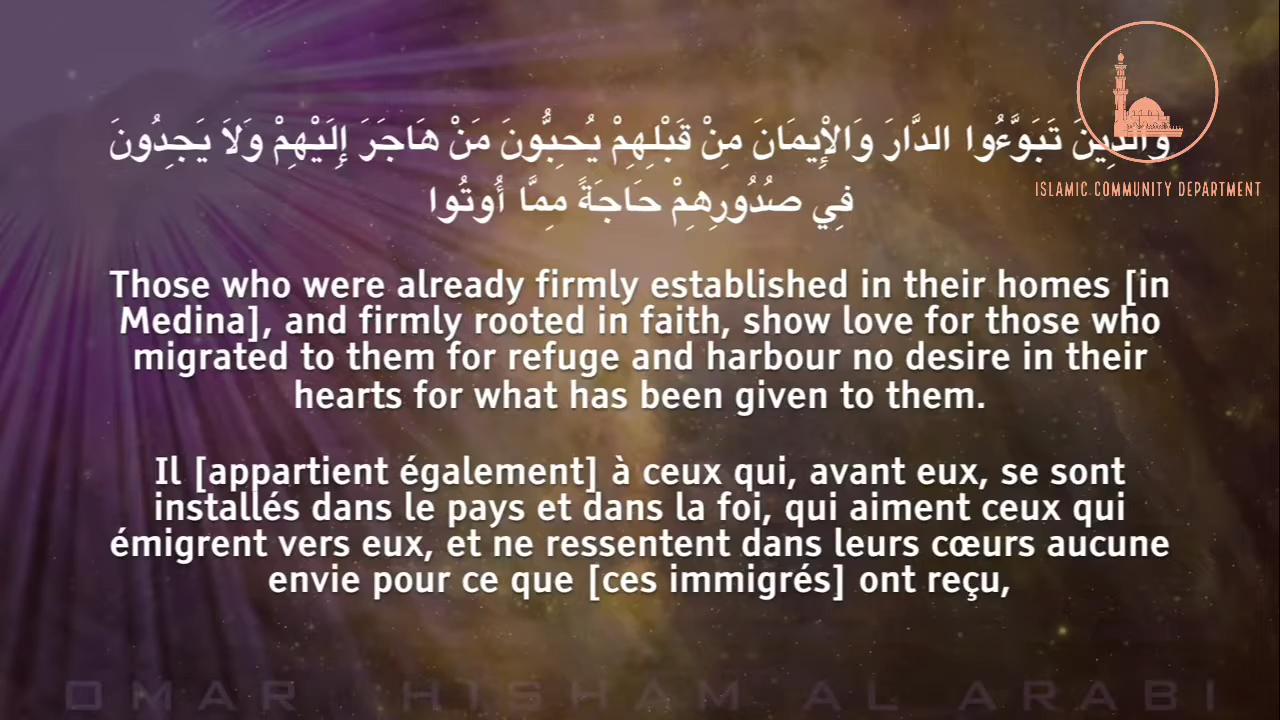 وَالَّذِينَ تَبَوَّءُوا الدَّارَ وَالْإِيمَانَ مِنْ قَبْلِهِمْ يُحِبُّونَ مَنْ هَاجَرَ إِلَيْهِمْ وَلَا يَجِدُونَ
فِي صُدُورِهِمْ حَاجَةً مِمَّا أُوتُوا
ISLAMIC COMMUNITY DEPARTMENT
Those who were already firmly established in their homes [in
Medina], and firmly rooted in faith, show love for those who
migrated to them for refuge and harbour no desire in their
hearts for what has been given to them.
Il [appartient également] à ceux qui, avant eux, se sont
installés dans le pays et dans la foi, qui aiment ceux qui
émigrent vers eux, et ne ressentent dans leurs cœurs aucune
envie pour ce que [ces immigrés] ont reçu,
OMAR HISHAM AL ARABI